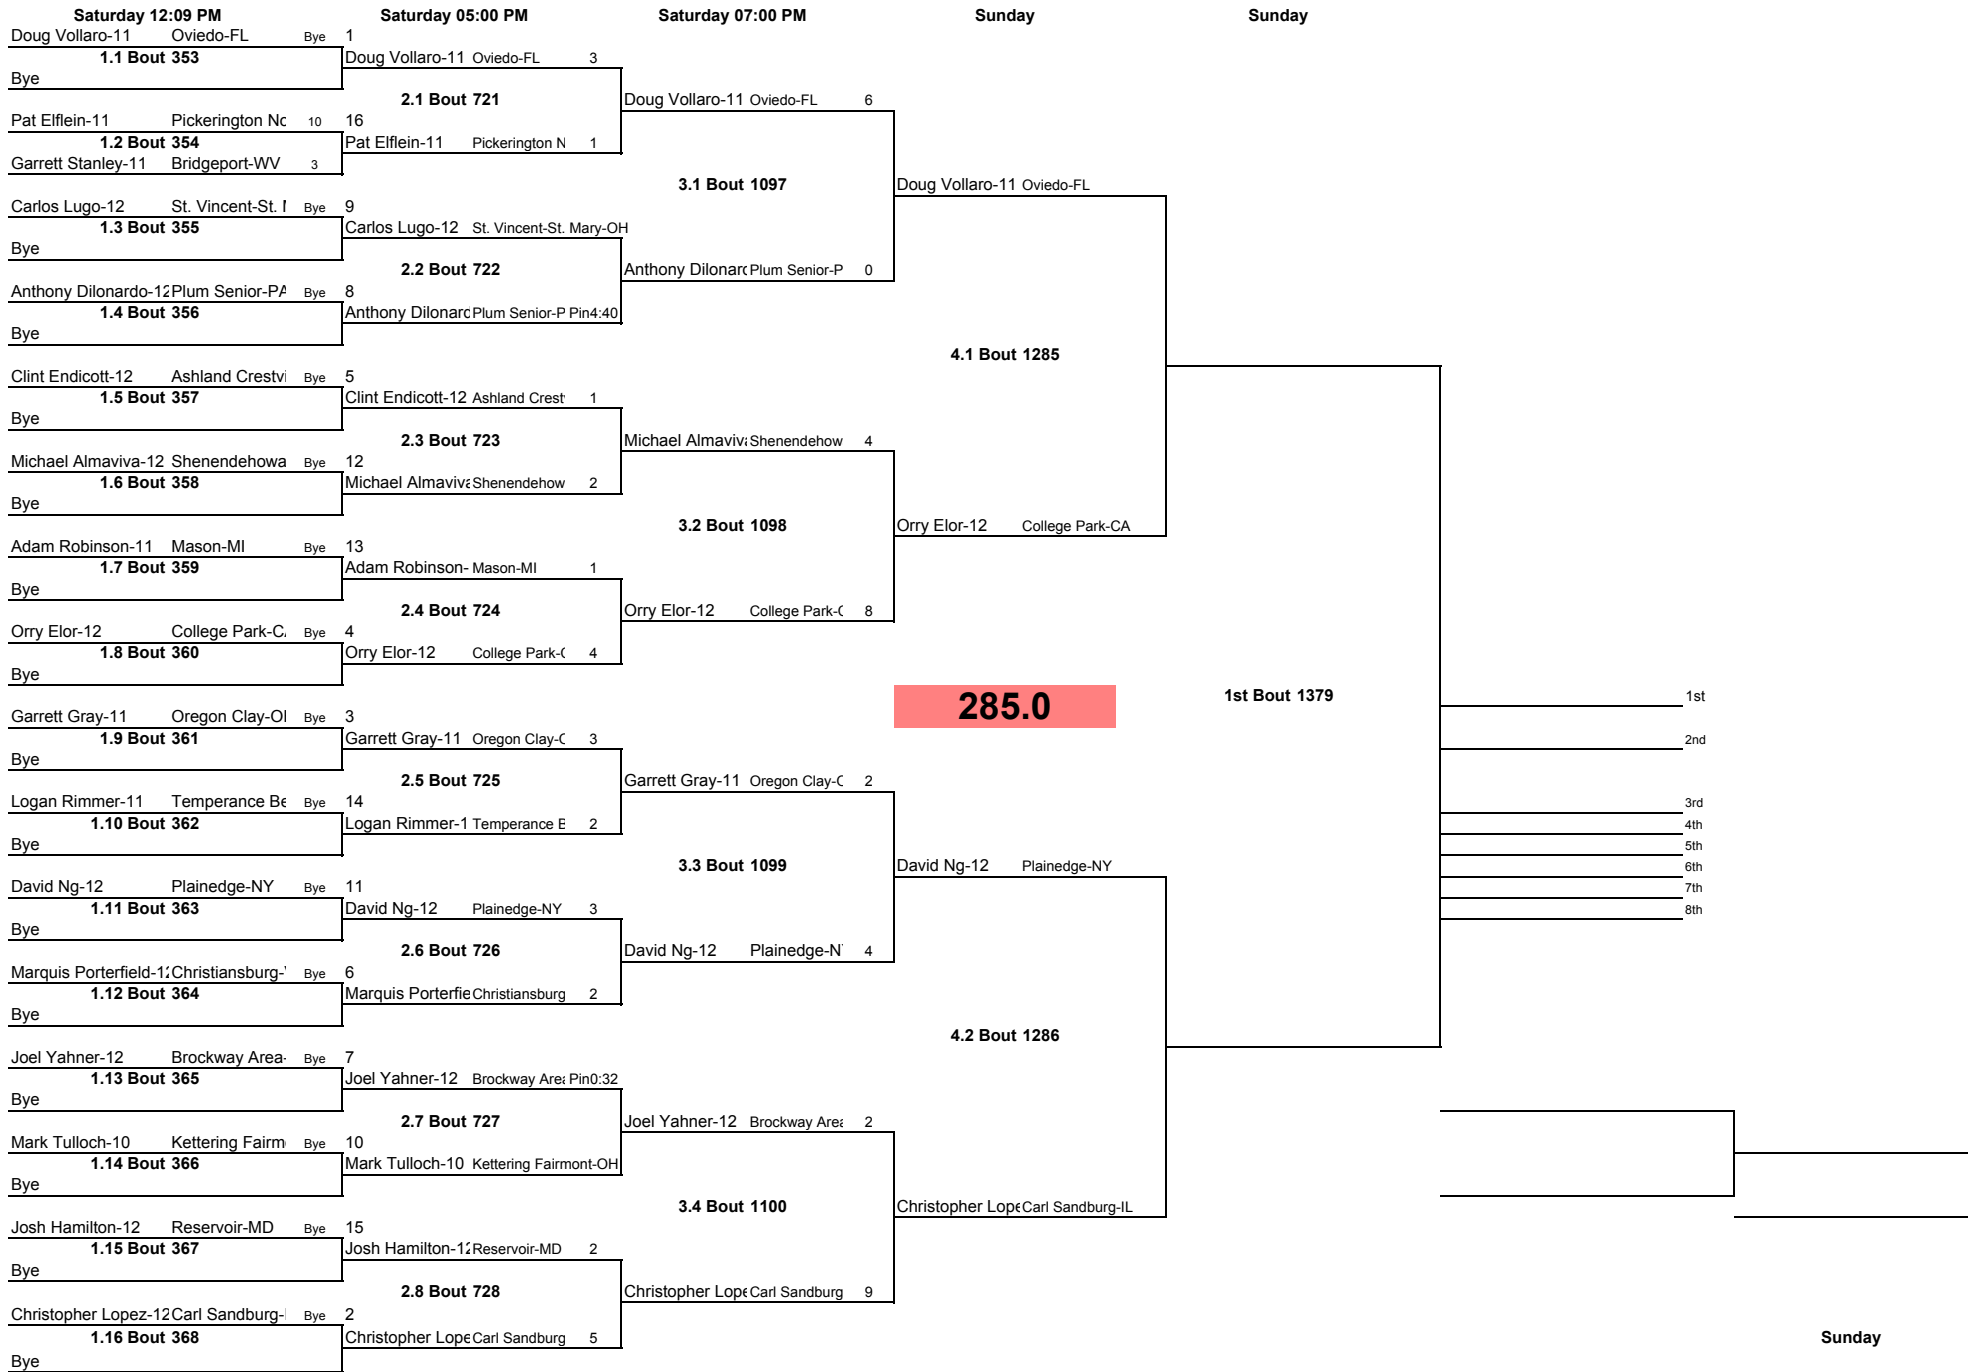 Saturday 12:09 PM Saturday 05:00 PM Saturday 07:00 PM Sunday Sunday
Doug Vollaro-11 Oviedo-FL Bye 1
1.1 Bout 353 Doug Vollaro-11 Oviedo-FL 3
Bye
2.1 Bout 721 Doug Vollaro-11 Oviedo-FL 6
Pat Elflein-11 Pickerington Nc 10 16
1.2 Bout 354 Pat Elflein-11 Pickerington N 1
Garrett Stanley-11 Bridgeport-WV 3
3.1 Bout 1097 Doug Vollaro-11 Oviedo-FL
Carlos Lugo-12 St. Vincent-St. Bye 9
1.3 Bout 355 Carlos Lugo-12 St. Vincent-St. Mary-OH
Bye
2.2 Bout 722 Anthony Dilonard Plum Senior-P 0
Anthony Dilonardo-12 Plum Senior-PA Bye 8
1.4 Bout 356 Anthony Dilonard Plum Senior-P Pin4:40
Bye
4.1 Bout 1285
Clint Endicott-12 Ashland Crestvi Bye 5
1.5 Bout 357 Clint Endicott-12 Ashland Crest 1
Bye
2.3 Bout 723 Michael Almaviva Shenendehow 4
Michael Almaviva-12 Shenendehowa Bye 12
1.6 Bout 358 Michael Almaviva Shenendehow 2
Bye
3.2 Bout 1098 Orry Elor-12 College Park-CA
Adam Robinson-11 Mason-MI Bye 13
1.7 Bout 359 Adam Robinson- Mason-MI 1
Bye
2.4 Bout 724 Orry Elor-12 College Park-C 8
Orry Elor-12 College Park-C Bye 4
1.8 Bout 360 Orry Elor-12 College Park-C 4
Bye
285.0 1st Bout 1379 1st
Garrett Gray-11 Oregon Clay-O Bye 3
1.9 Bout 361 Garrett Gray-11 Oregon Clay-C 3 2nd
Bye
2.5 Bout 725 Garrett Gray-11 Oregon Clay-C 2
Logan Rimmer-11 Temperance Be Bye 14 3rd
1.10 Bout 362 Logan Rimmer-1 Temperance B 2 4th
Bye 5th
3.3 Bout 1099 David Ng-12 Plainedge-NY 6th
David Ng-12 Plainedge-NY Bye 11 7th
1.11 Bout 363 David Ng-12 Plainedge-NY 3 8th
Bye
2.6 Bout 726 David Ng-12 Plainedge-N 4
Marquis Porterfield-12 Christiansburg- Bye 6
1.12 Bout 364 Marquis Porterfie Christiansburg 2
Bye
4.2 Bout 1286
Joel Yahner-12 Brockway Area- Bye 7
1.13 Bout 365 Joel Yahner-12 Brockway Area Pin0:32
Bye
2.7 Bout 727 Joel Yahner-12 Brockway Area 2
Mark Tulloch-10 Kettering Fairm Bye 10
1.14 Bout 366 Mark Tulloch-10 Kettering Fairmont-OH
Bye
3.4 Bout 1100 Christopher Lope Carl Sandburg-IL
Josh Hamilton-12 Reservoir-MD Bye 15
1.15 Bout 367 Josh Hamilton-12 Reservoir-MD 2
Bye
2.8 Bout 728 Christopher Lope Carl Sandburg 9
Christopher Lopez-12 Carl Sandburg- Bye 2
1.16 Bout 368 Christopher Lope Carl Sandburg 5 Sunday
Bye